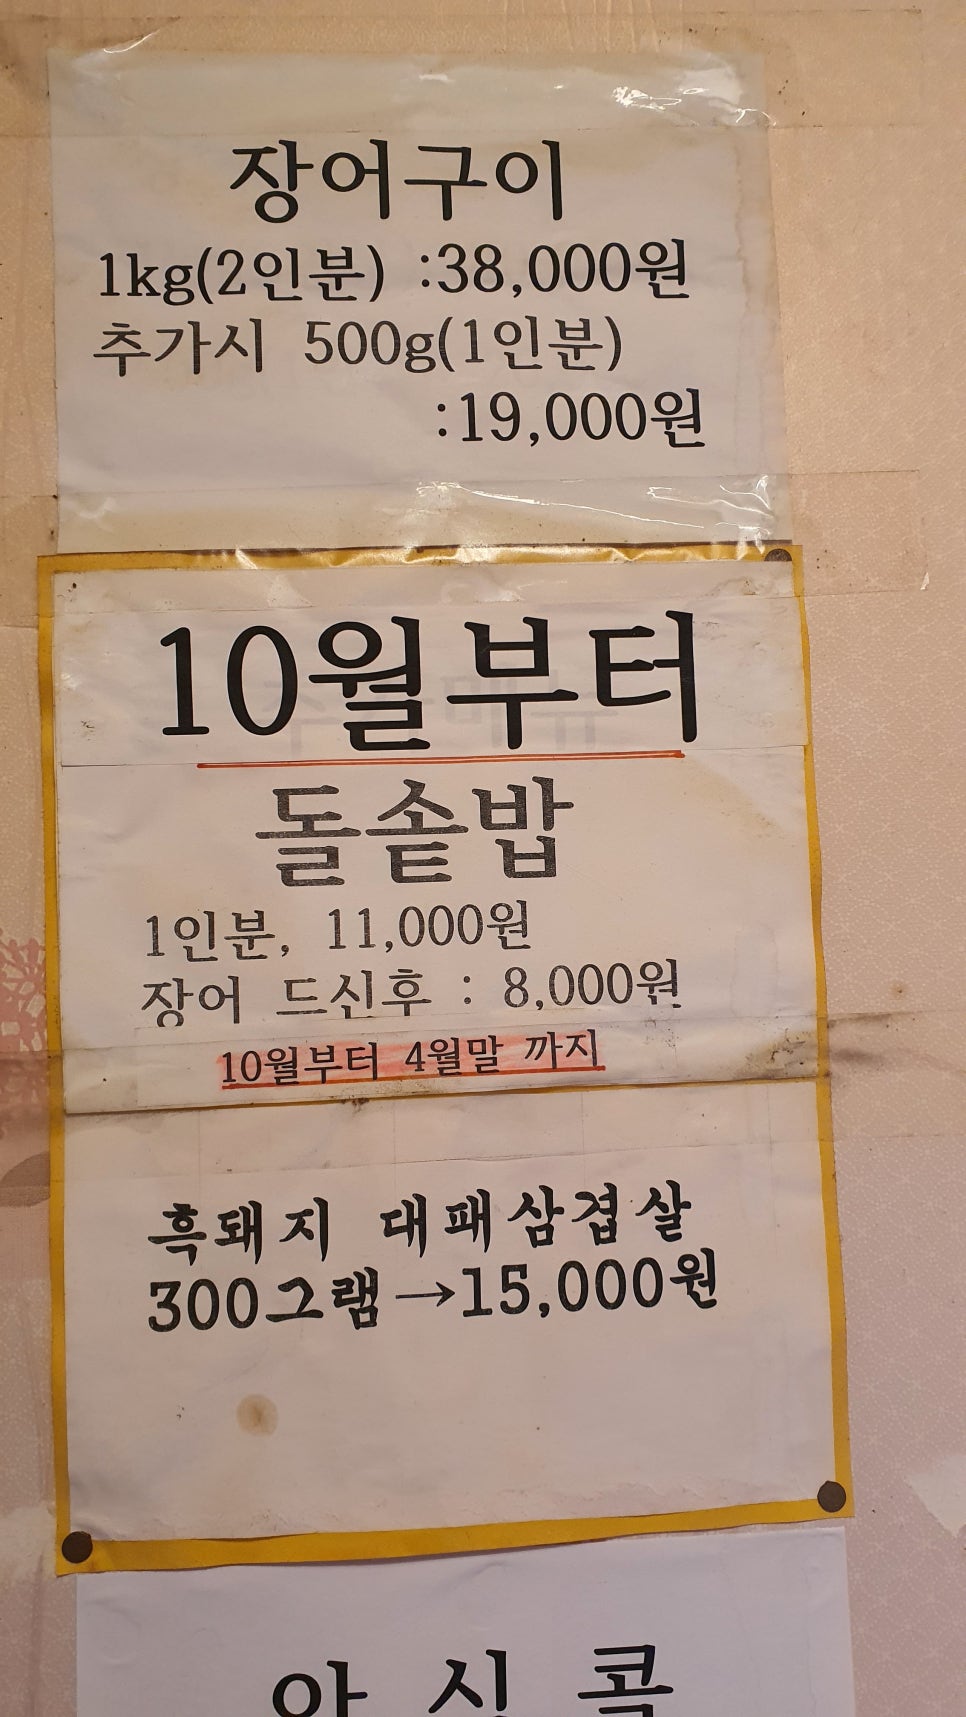 장어구이
1kg(2인분) :38,000원
추가시 500g(1인분)
:19,000원
10월부터
돌솥밥
1인분, 11,000원
장어 드신후 : 8,000원
10월부터 4월말 까지
흑돼지 대패삼겹살
300그램→15,000원
안심콜